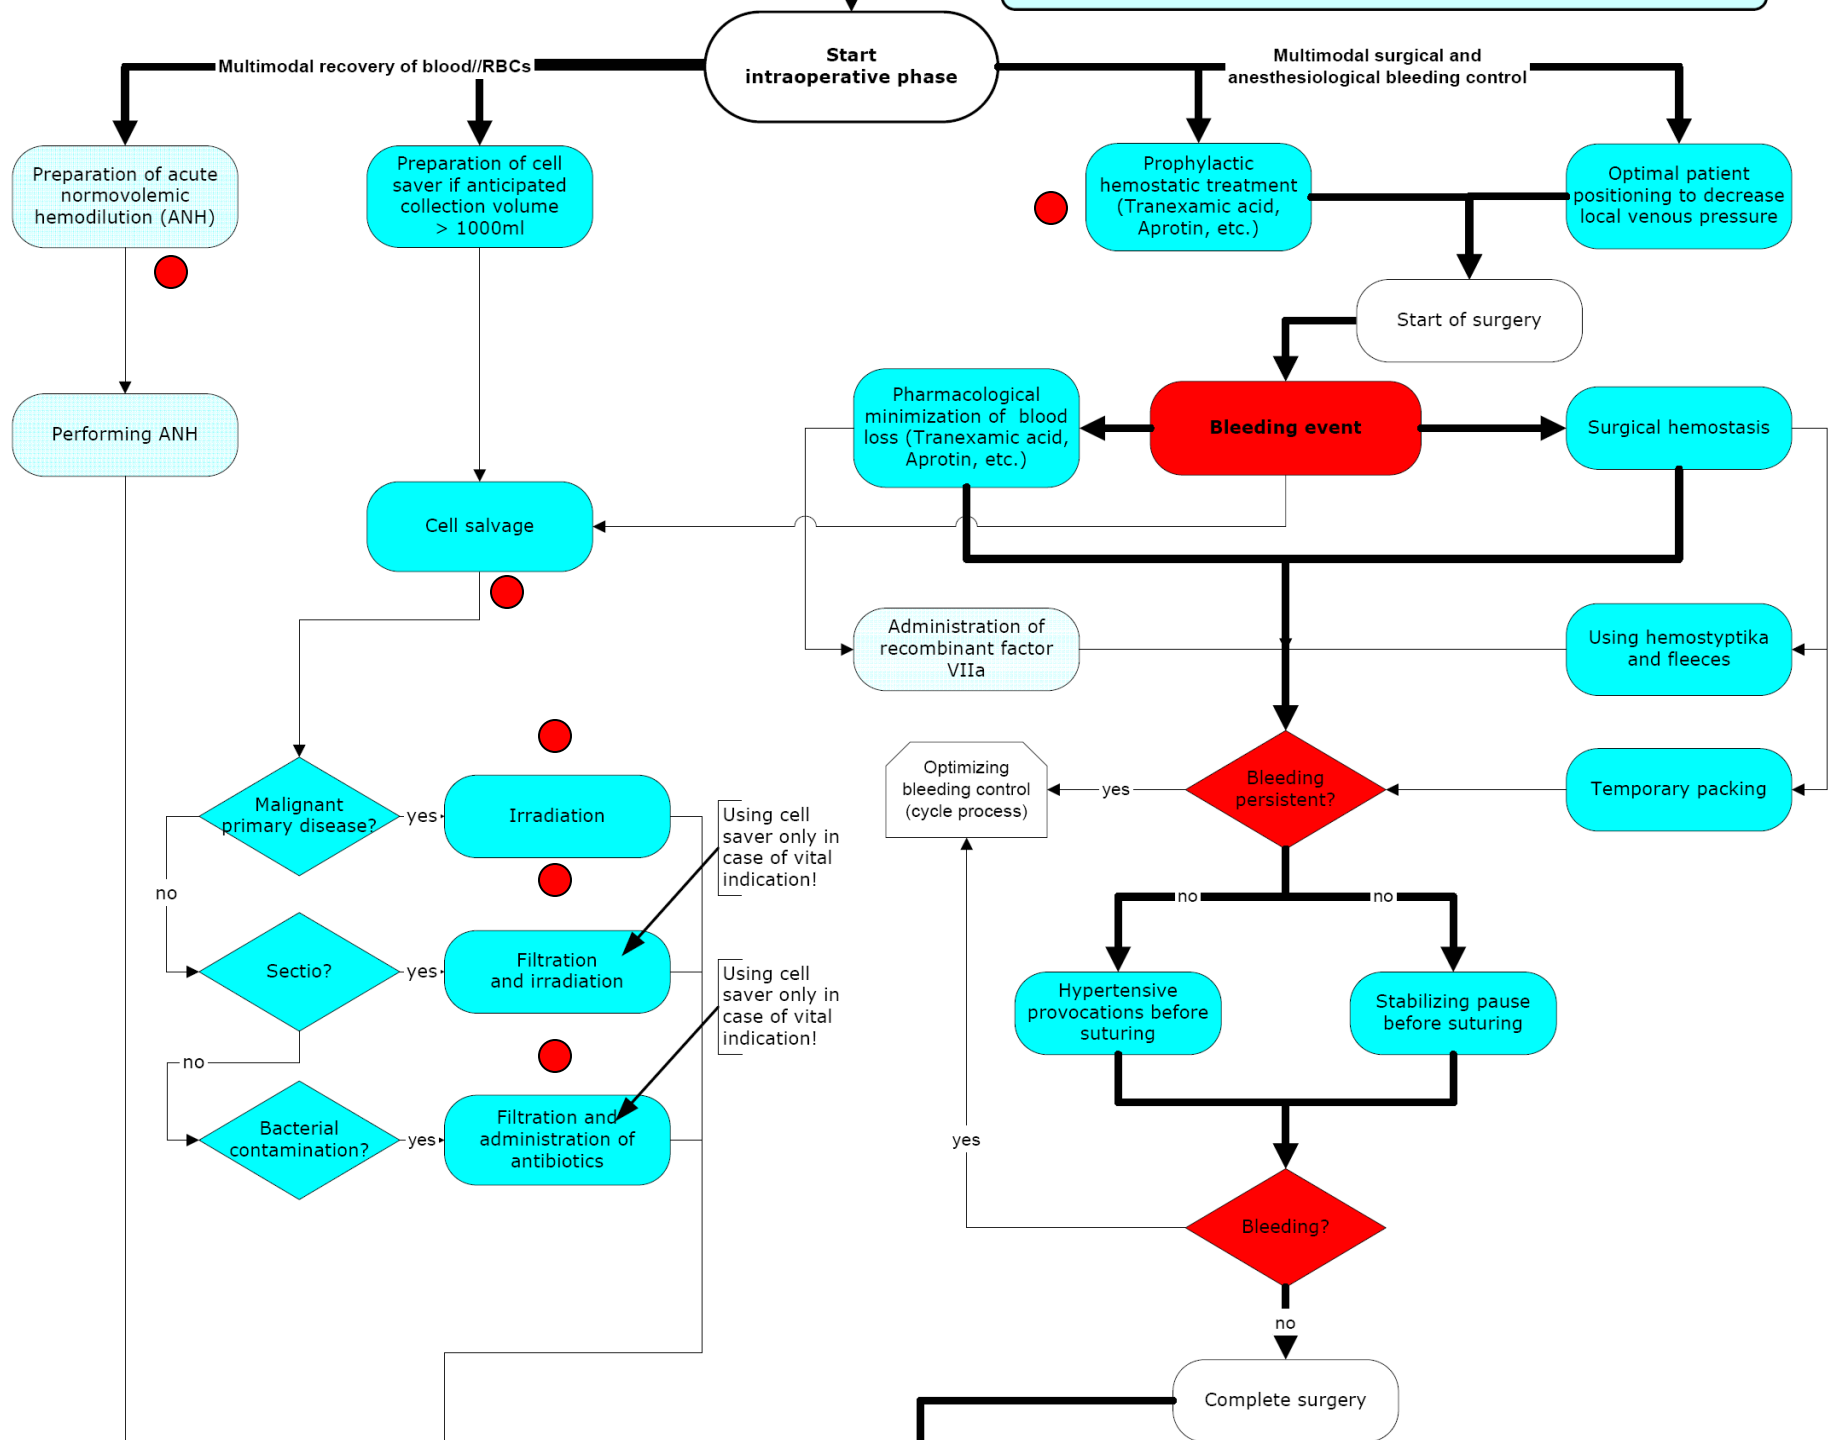 Start
intraoperative phase
Multimodal recovery of blood//RBCs
Multimodal surgical and
anesthesiological bleeding control
Preparation of acute
normovolemic
hemodilution (ANH)
Preparation of cell
saver if anticipated
collection volume
> 1000ml
Prophylactic
hemostatic treatment
(Tranexamic acid,
Aprotin, etc.)
Optimal patient
positioning to decrease
local venous pressure
Start of surgery
Performing ANH
Pharmacological
minimization of blood
loss (Tranexamic acid,
Aprotin, etc.)
Bleeding event
Surgical hemostasis
Cell salvage
Administration of
recombinant factor
VIIa
Using hemostyptika
and fleeces
Malignant
primary disease?
yes
Irradiation
Using cell
saver only in
case of vital
indication!
Optimizing
bleeding control
(cycle process)
yes
Bleeding
persistent?
Temporary packing
no
no
no
Sectio?
yes
Filtration
and irradiation
Using cell
saver only in
case of vital
indication!
Hypertensive
provocations before
suturing
Stabilizing pause
before suturing
no
Bacterial
contamination?
yes
Filtration and
administration of
antibiotics
yes
Bleeding?
no
Complete surgery